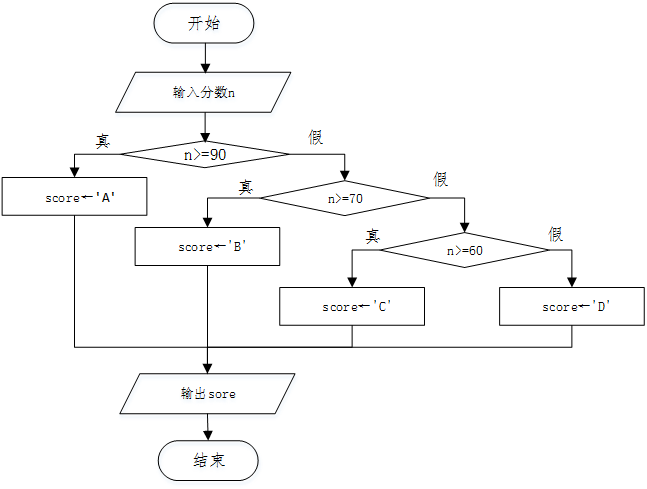 开始
输入分数n
真
假
n>=90
真
假
score←'A'
n>=70
真
假
score←'B'
n>=60
score←'C'
score←'D'
输出sore
结束